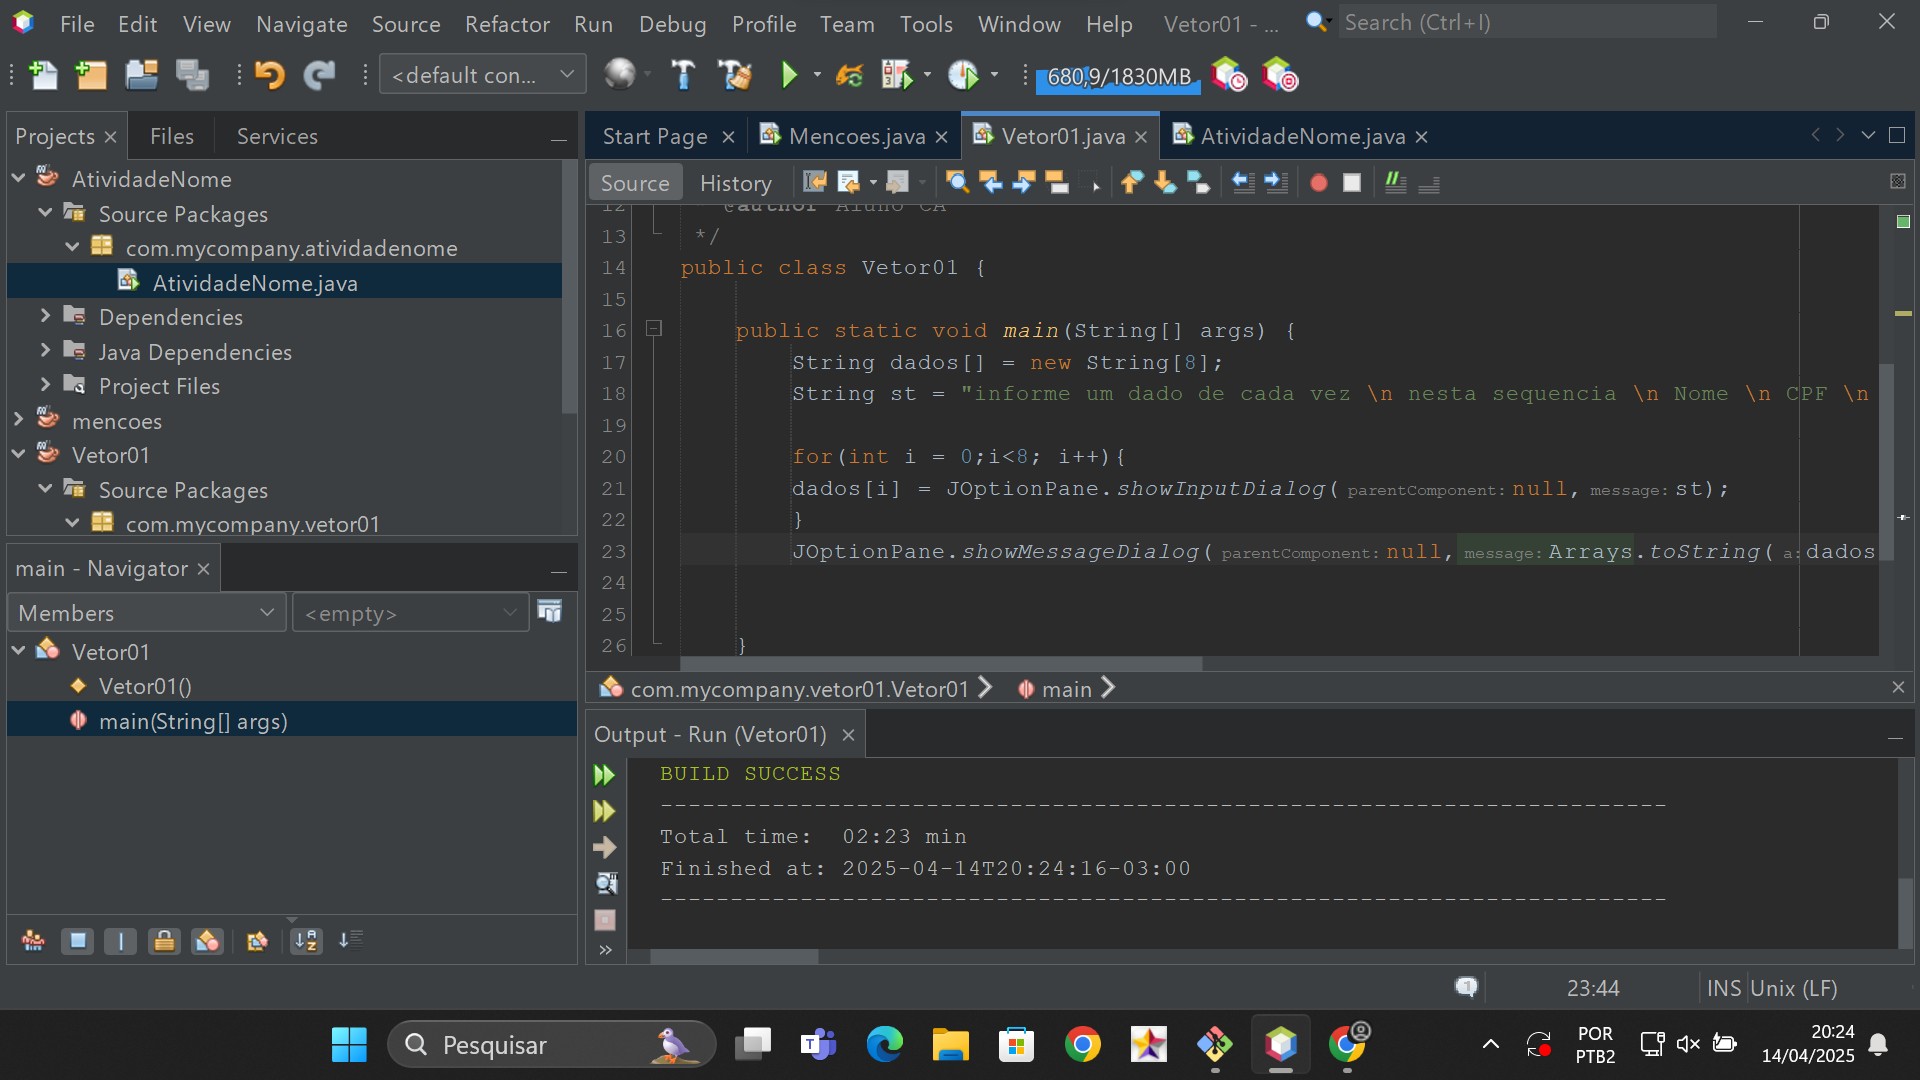 File Edit View Navigate Source Refactor Run Debug Profile Team Tools Window Help Vetor01 - ... Search (Ctrl+I)
<default con... 680,9/1830MB
Projects Files Services
AtividadeNome
Source Packages
com.mycompany.atividadenome
AtividadeNome.java
Dependencies
Java Dependencies
Project Files
mencoes
Vetor01
Source Packages
com.mycompany.vetor01
main - Navigator
Members <empty>
Vetor01
Vetor01()
main(String[] args)
Start Page Mencoes.java Vetor01.java AtividadeNome.java
Source History
12 @author Aluno CA
13 */
14 public class Vetor01 {
15
16 public static void main(String[] args) {
17 String dados[] = new String[8];
18 String st = "informe um dado de cada vez \n nesta sequencia \n Nome \n CPF \n
19
20 for(int i = 0;i<8; i++){
21 dados[i] = JOptionPane.showInputDialog( parentComponent: null, message: st);
22 }
23 JOptionPane.showMessageDialog( parentComponent: null, message: Arrays.toString( a: dados
24
25
26 }
com.mycompany.vetor01.Vetor01 main
Output - Run (Vetor01)
BUILD SUCCESS
------------------------------------------------------------------------
Total time: 02:23 min
Finished at: 2025-04-14T20:24:16-03:00
------------------------------------------------------------------------
1 23:44 INS Unix (LF)
Pesquisar
POR
PTB2
20:24
14/04/2025